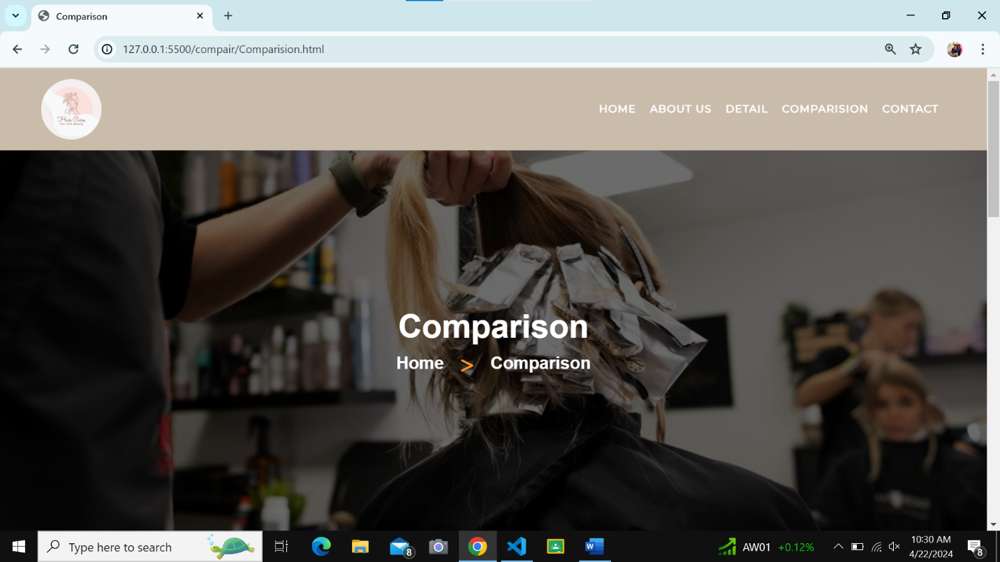 Comparison
127.0.0.1:5500/compair/Comparision.html
Hair Care
Hair and Beauty
HOME ABOUT US DETAIL COMPARISION CONTACT
Comparison
Home > Comparison
Type here to search
8
AW01 +0.12%
10:30 AM
4/22/2024
8